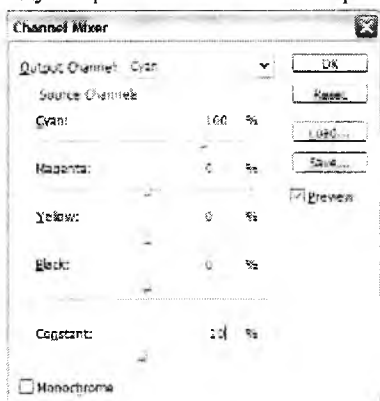 Channel Mixer
Output Channel: Cyan
OK
Source Channels
Reset
Cyan: 100 %
Load...
Magenta: 0 %
Save...
Preview
Yellow: 0 %
Black: 0 %
Constant: %
Monochrome